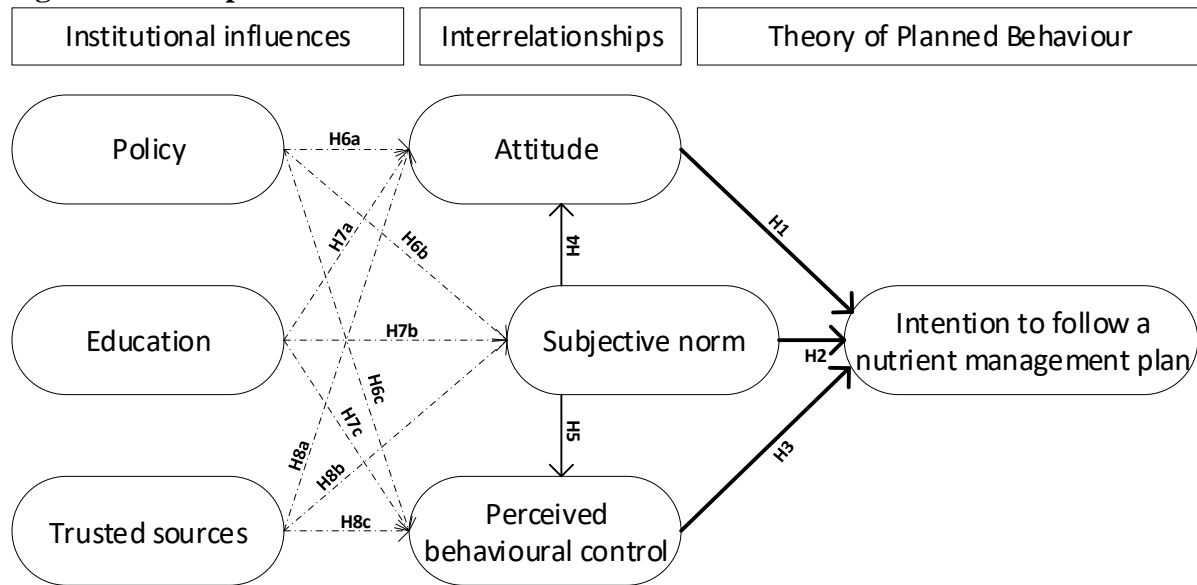 Institutional influences
Interrelationships
Theory of Planned Behaviour
Policy
H6a
Attitude
H7a
H6b
H4
H1
Education
H7b
Subjective norm
H2
Intention to follow a
nutrient management plan
H6c
H7c
H8a
H8b
H5
H3
Trusted sources
H8c
Perceived
behavioural control